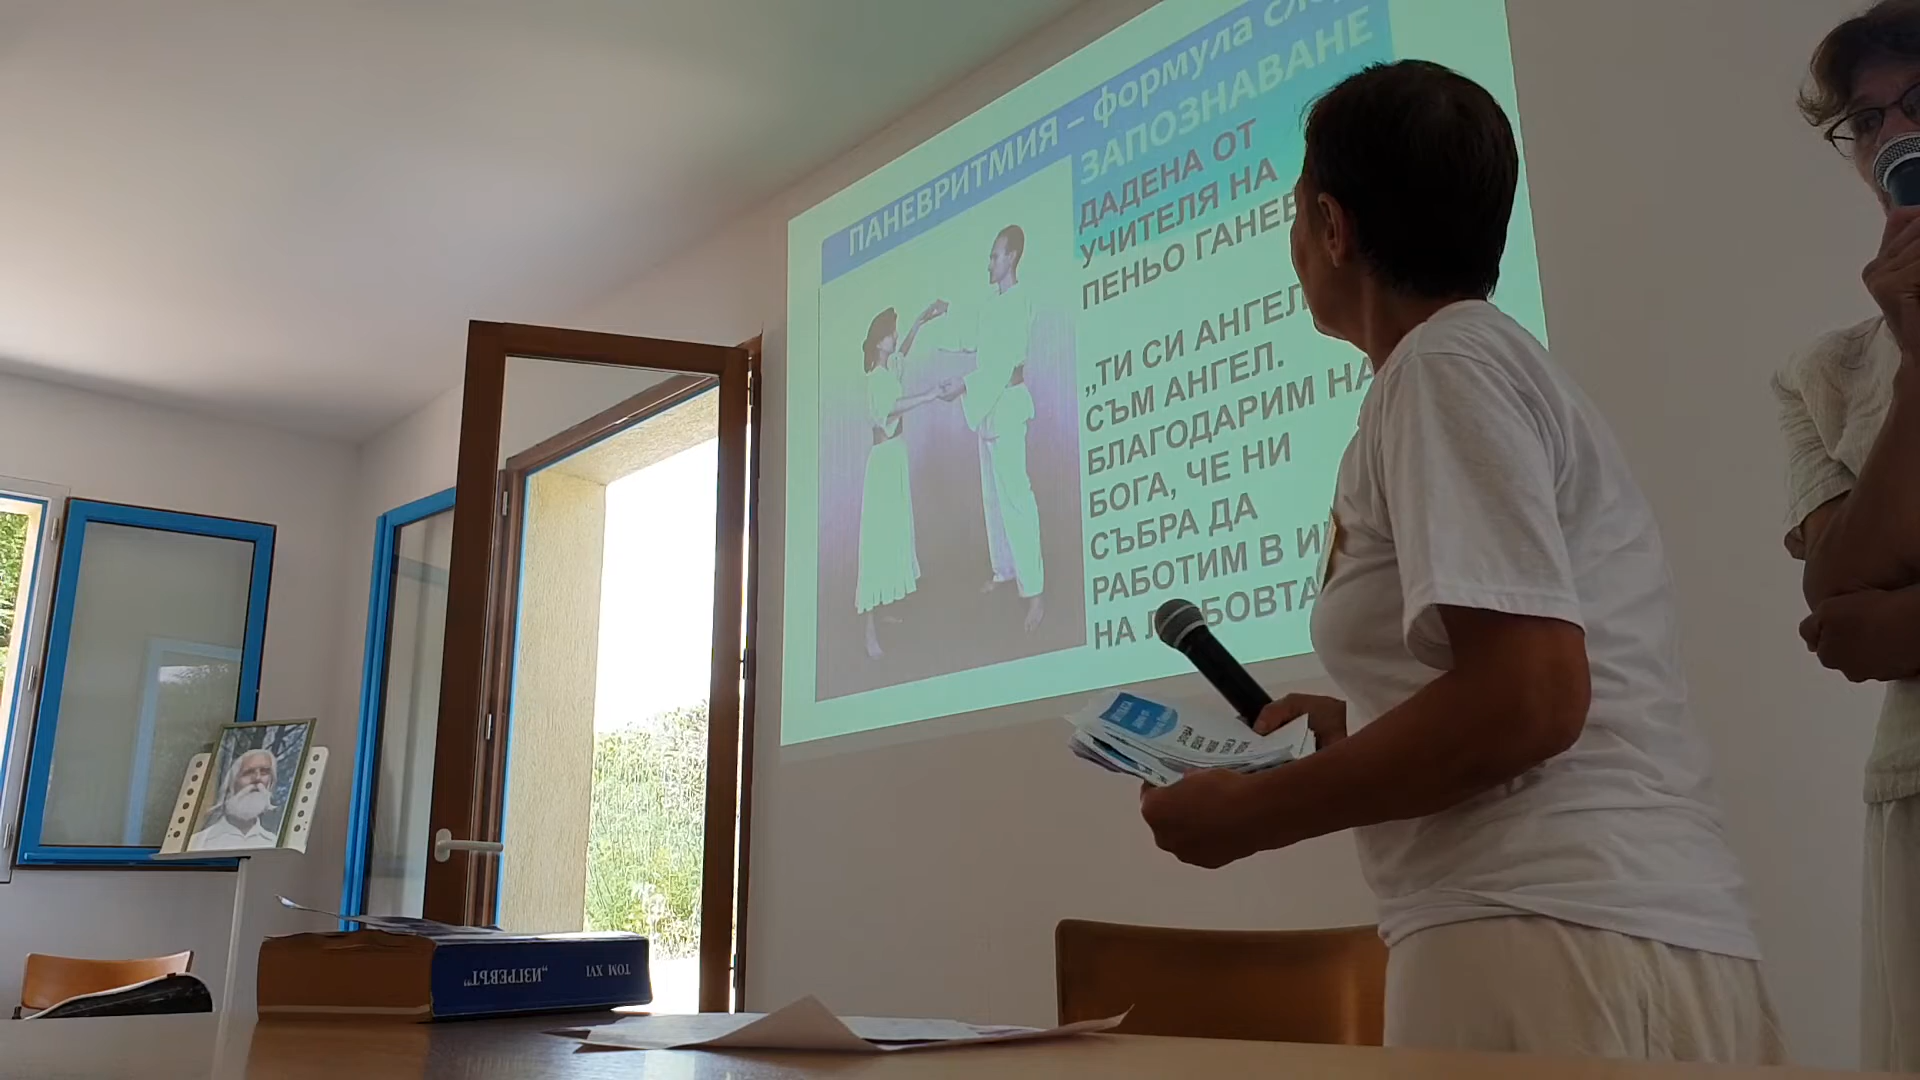 ПАНЕВРИТМИЯ – формула
ЗАПОЗНАВАНЕ
ДАДЕНА ОТ
УЧИТЕЛЯ НА
ПЕНЬО ГАНЕВ
„ТИ СИ АНГЕЛ
СЪМ АНГЕЛ.
БЛАГОДАРИМ НА
БОГА, ЧЕ НИ
СЪБРА ДА
РАБОТИМ В
НА
„ИЗГРЕВЪТ“ ТОМ XVI